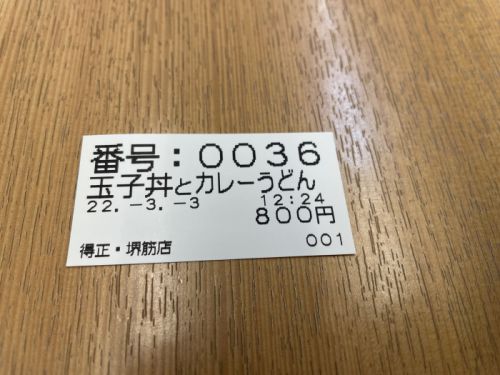 番号：0036
玉子丼とカレーうどん
22.-3.-3 12:24
800円
得正・堺筋店 001